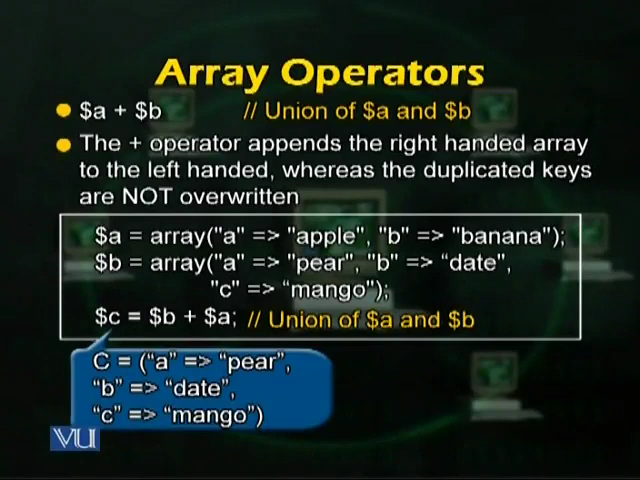 Array Operators
$a + $b // Union of $a and $b
The + operator appends the right handed array
to the left handed, whereas the duplicated keys
are NOT overwritten
$a = array("a" => "apple", "b" => "banana");
$b = array("a" => "pear", "b" => “date",
"c" => “mango");
$c = $b + $a; // Union of $a and $b
C = (“a” => “pear”,
“b” => “date”,
“c” => “mango”)
VU